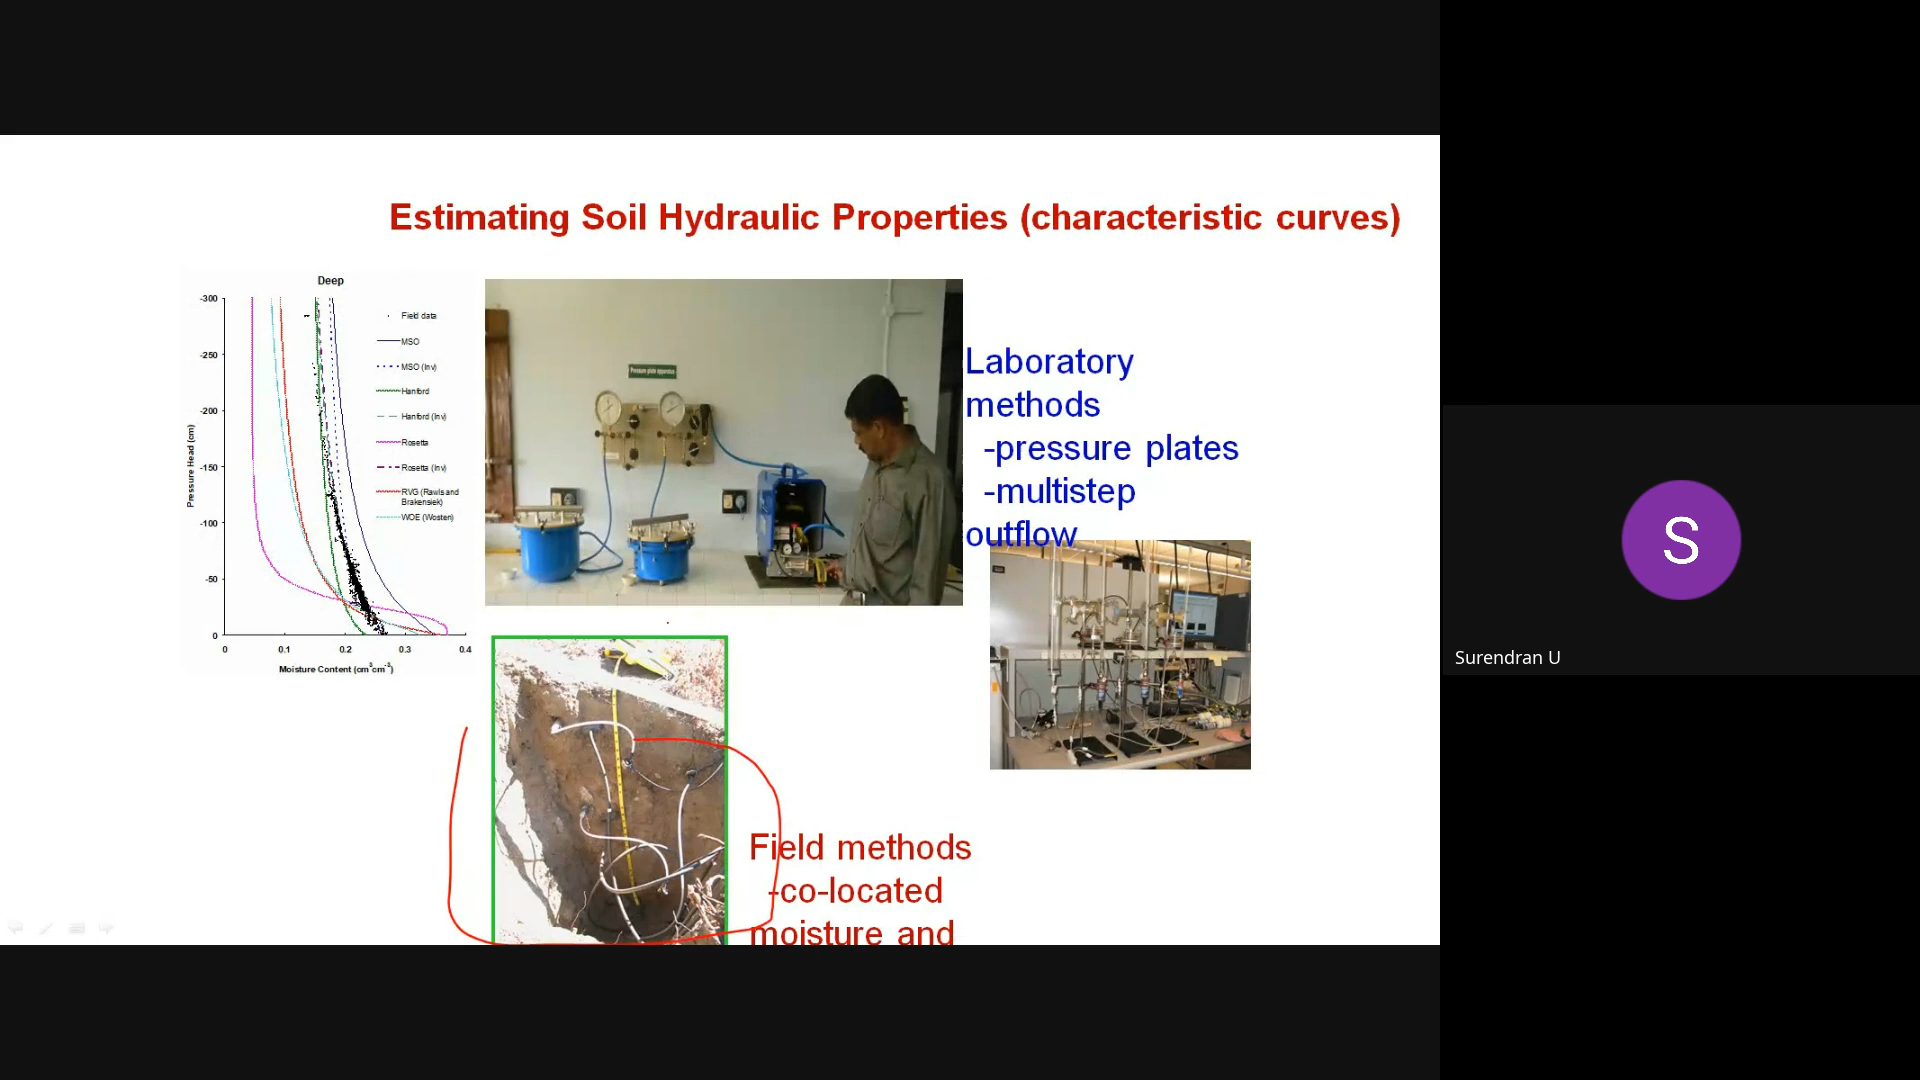 Estimating Soil Hydraulic Properties (characteristic curves)
Deep
-300
-250
-200
-150
-100
-50
0
Pressure Head (cm)
0 0.1 0.2 0.3 0.4
Moisture Content (cm³cm⁻³)
Field data
MSO
MSO (Inv)
Hanford
Hanford (Inv)
Rosetta
Rosetta (Inv)
RVG (Rawls and
Brakensiek)
WOE (Wosten)
Pressure plate apparatus
Laboratory
methods
-pressure plates
-multistep
outflow
Field methods
-co-located
moisture and
S
Surendran U